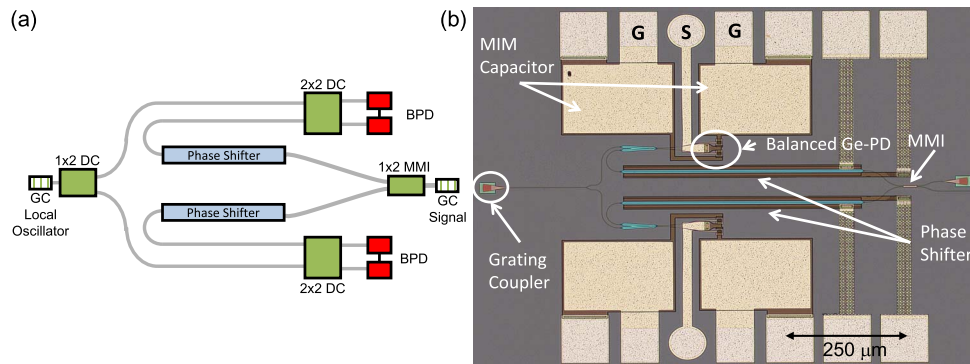 (a)
2x2 DC
BPD
1x2 DC
Phase Shifter
1x2 MMI
GC
Local
Oscillator
Phase Shifter
GC
Signal
BPD
2x2 DC
(b)
G
S
G
MIM
Capacitor
Balanced Ge-PD
MMI
Grating
Coupler
Phase
Shifter
250 μm